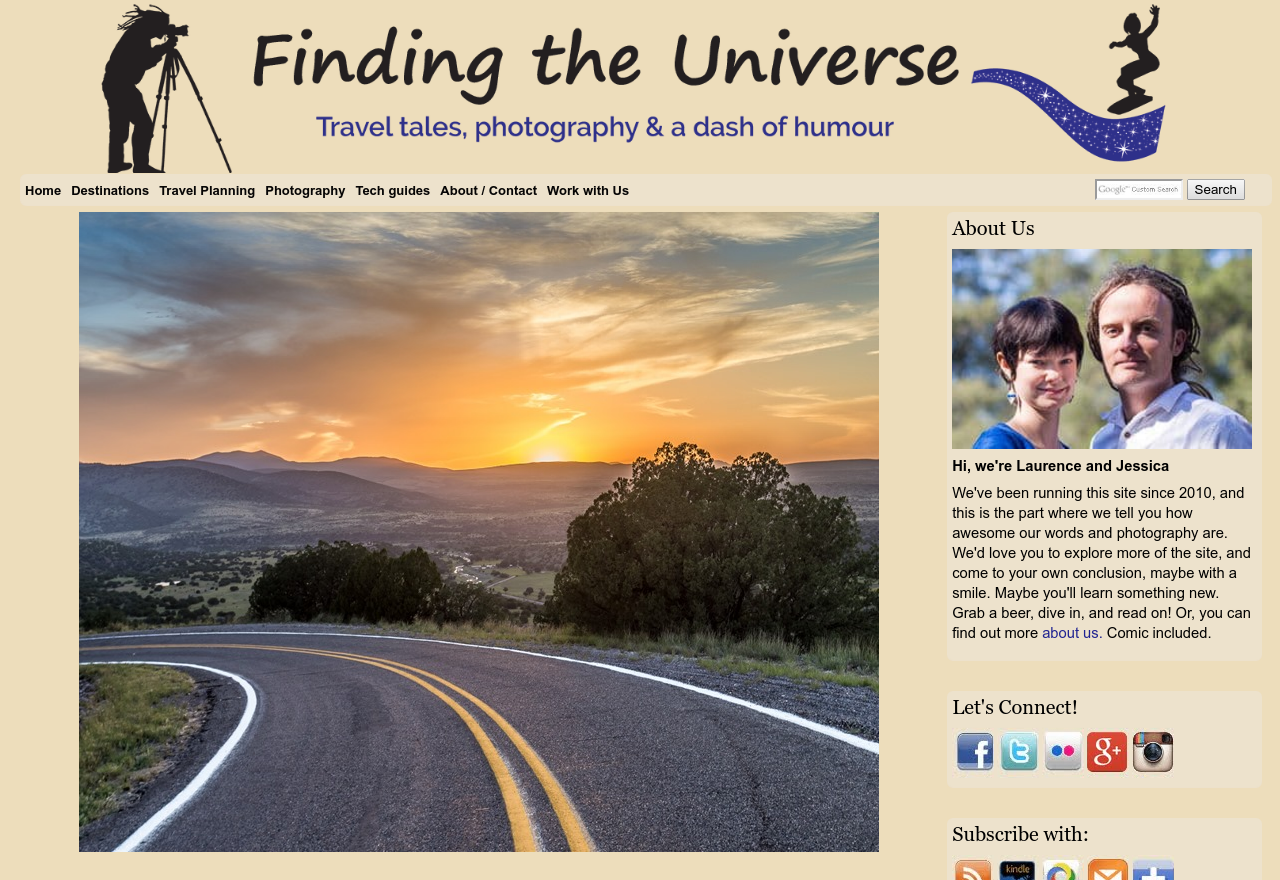 Finding the Universe
Travel tales, photography & a dash of humour
Home Destinations Travel Planning Photography Tech guides About / Contact Work with Us
Google™ Custom Search Search
About Us
Hi, we're Laurence and Jessica
We've been running this site since 2010, and
this is the part where we tell you how
awesome our words and photography are.
We'd love you to explore more of the site, and
come to your own conclusion, maybe with a
smile. Maybe you'll learn something new.
Grab a beer, dive in, and read on! Or, you can
find out more about us. Comic included.
Let's Connect!
f t g+
Subscribe with:
kindle